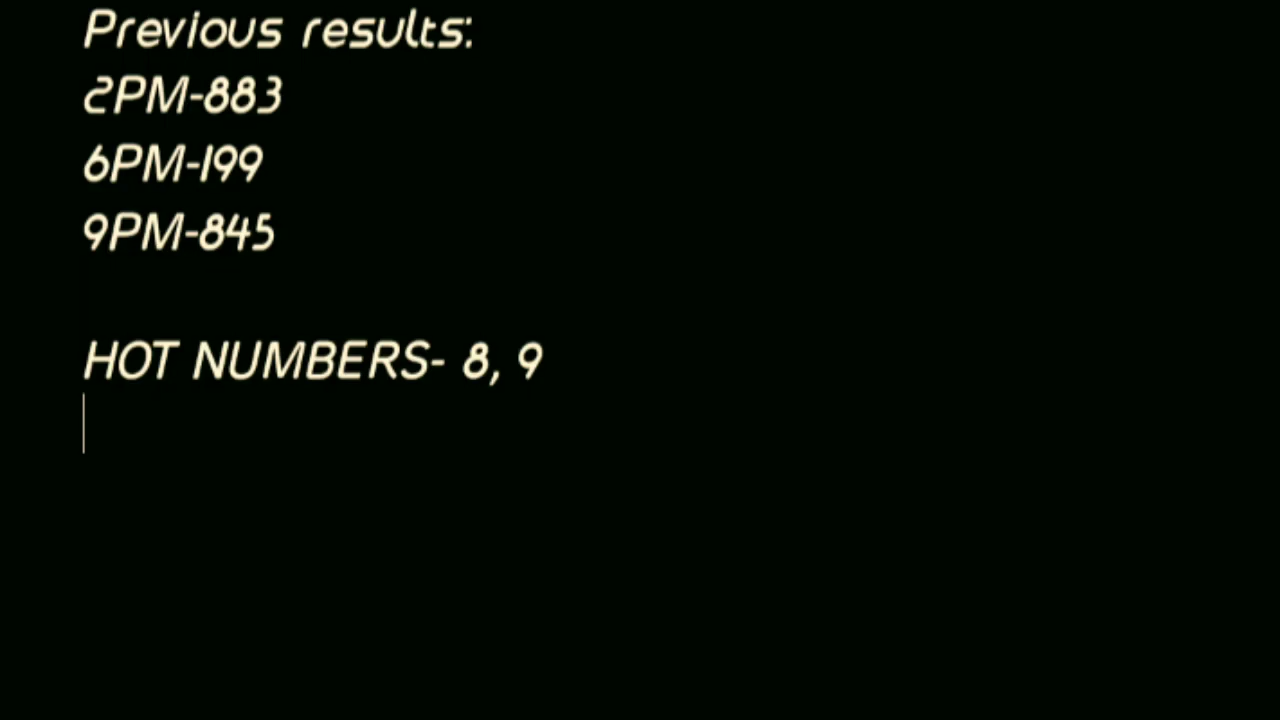 Previous results:
2PM-883
6PM-199
9PM-845
HOT NUMBERS- 8, 9